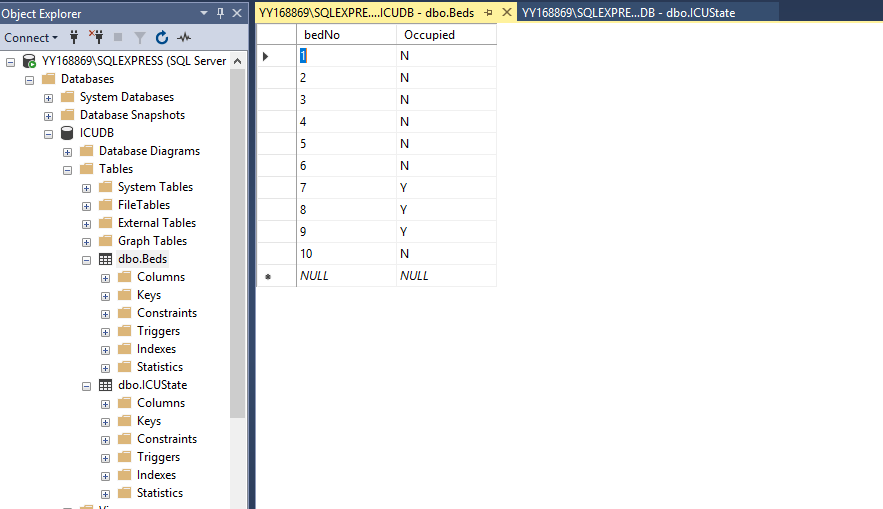 Object Explorer
Connect
YY168869\SQLEXPRESS (SQL Server
Databases
System Databases
Database Snapshots
ICUDB
Database Diagrams
Tables
System Tables
FileTables
External Tables
Graph Tables
dbo.Beds
Columns
Keys
Constraints
Triggers
Indexes
Statistics
dbo.ICUState
Columns
Keys
Constraints
Triggers
Indexes
Statistics
YY168869\SQLEXPRE....ICUDB - dbo.Beds
YY168869\SQLEXPRE...DB - dbo.ICUState
bedNo Occupied
1 N
2 N
3 N
4 N
5 N
6 N
7 Y
8 Y
9 Y
10 N
NULL NULL